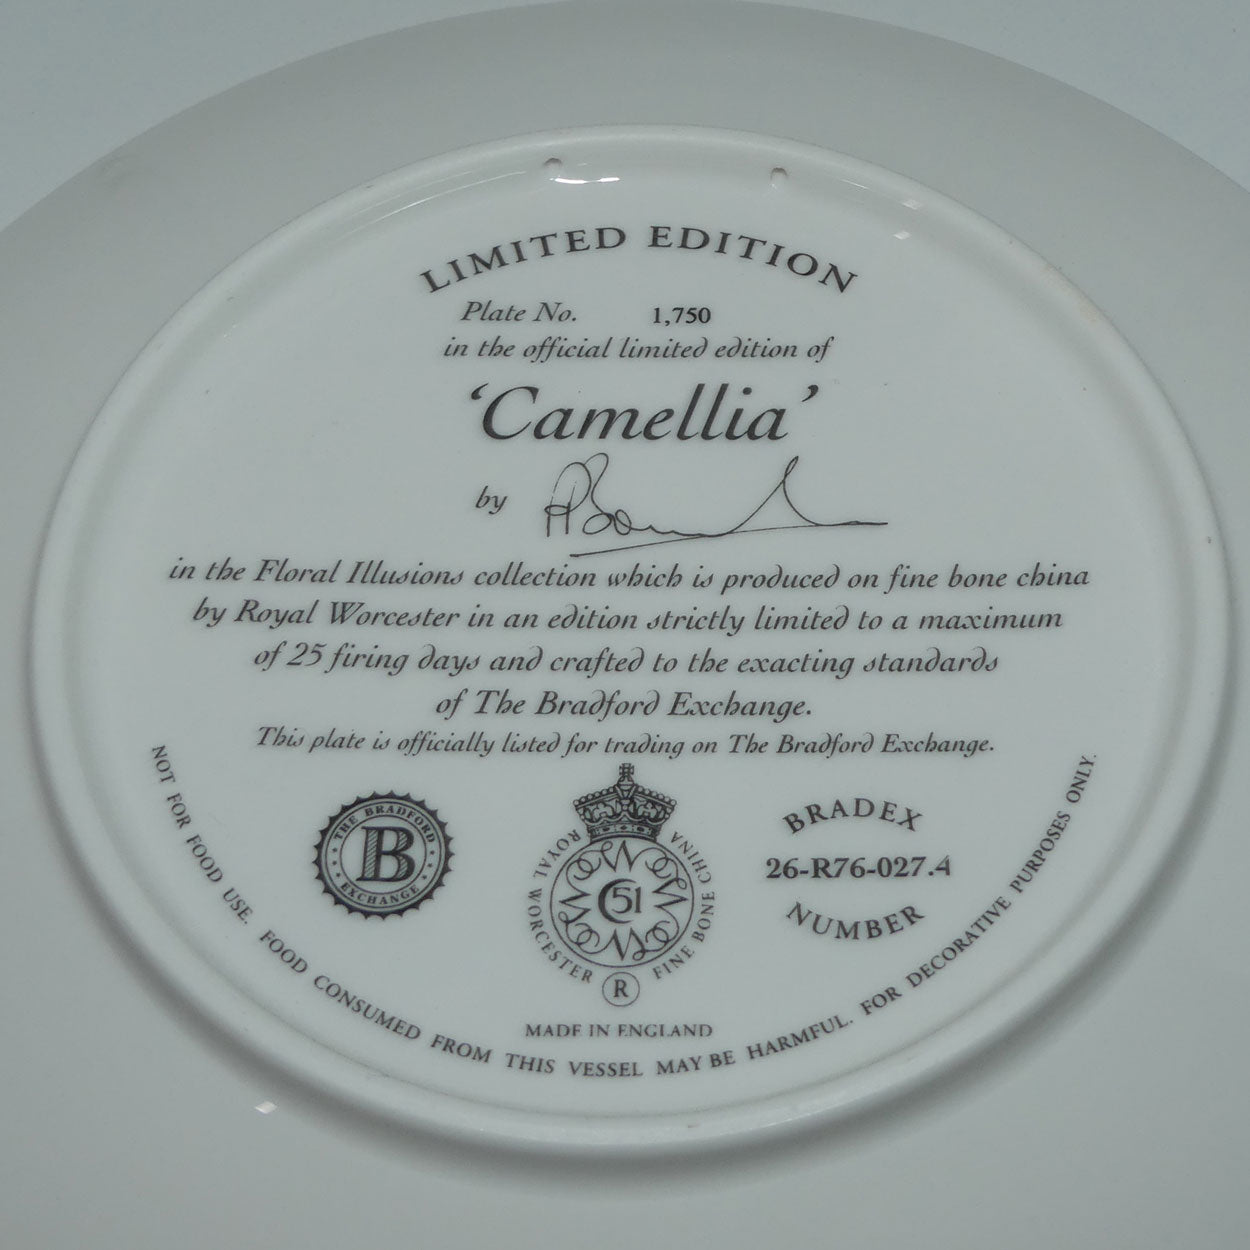 LIMITED EDITION
Plate No. 1,750
in the official limited edition of
‘Camellia’
by
in the Floral Illusions collection which is produced on fine bone china
by Royal Worcester in an edition strictly limited to a maximum
of 25 firing days and crafted to the exacting standards
of The Bradford Exchange.
This plate is officially listed for trading on The Bradford Exchange.
THE BRADFORD
B
EXCHANGE
ROYAL WORCESTER FINE BONE CHINA
51
R
MADE IN ENGLAND
BRADEX
26-R76-027.4
NUMBER
NOT FOR FOOD USE. FOOD CONSUMED FROM THIS VESSEL MAY BE HARMFUL. FOR DECORATIVE PURPOSES ONLY.